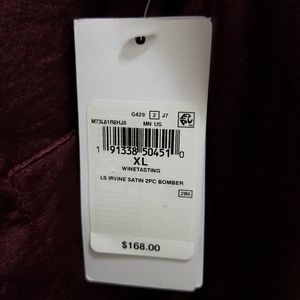 G429 2 J7
M73L51R8HJ0 MN US
1 91338 50451 0
XL
WINETASTING
LS IRVINE SATIN 2PC BOMBER
280
$168.00